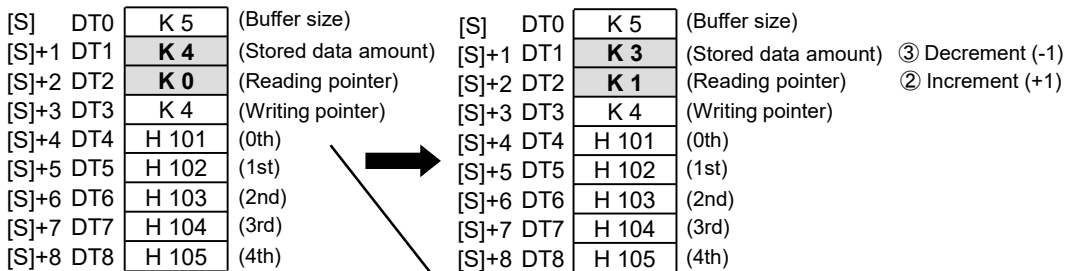 [S] DT0 K 5 (Buffer size) [S] DT0 K 5 (Buffer size)
[S]+1 DT1 K 4 (Stored data amount) [S]+1 DT1 K 3 (Stored data amount) ③ Decrement (-1)
[S]+2 DT2 K 0 (Reading pointer) [S]+2 DT2 K 1 (Reading pointer) ② Increment (+1)
[S]+3 DT3 K 4 (Writing pointer) [S]+3 DT3 K 4 (Writing pointer)
[S]+4 DT4 H 101 (0th) [S]+4 DT4 H 101 (0th)
[S]+5 DT5 H 102 (1st) [S]+5 DT5 H 102 (1st)
[S]+6 DT6 H 103 (2nd) [S]+6 DT6 H 103 (2nd)
[S]+7 DT7 H 104 (3rd) [S]+7 DT7 H 104 (3rd)
[S]+8 DT8 H 105 (4th) [S]+8 DT8 H 105 (4th)